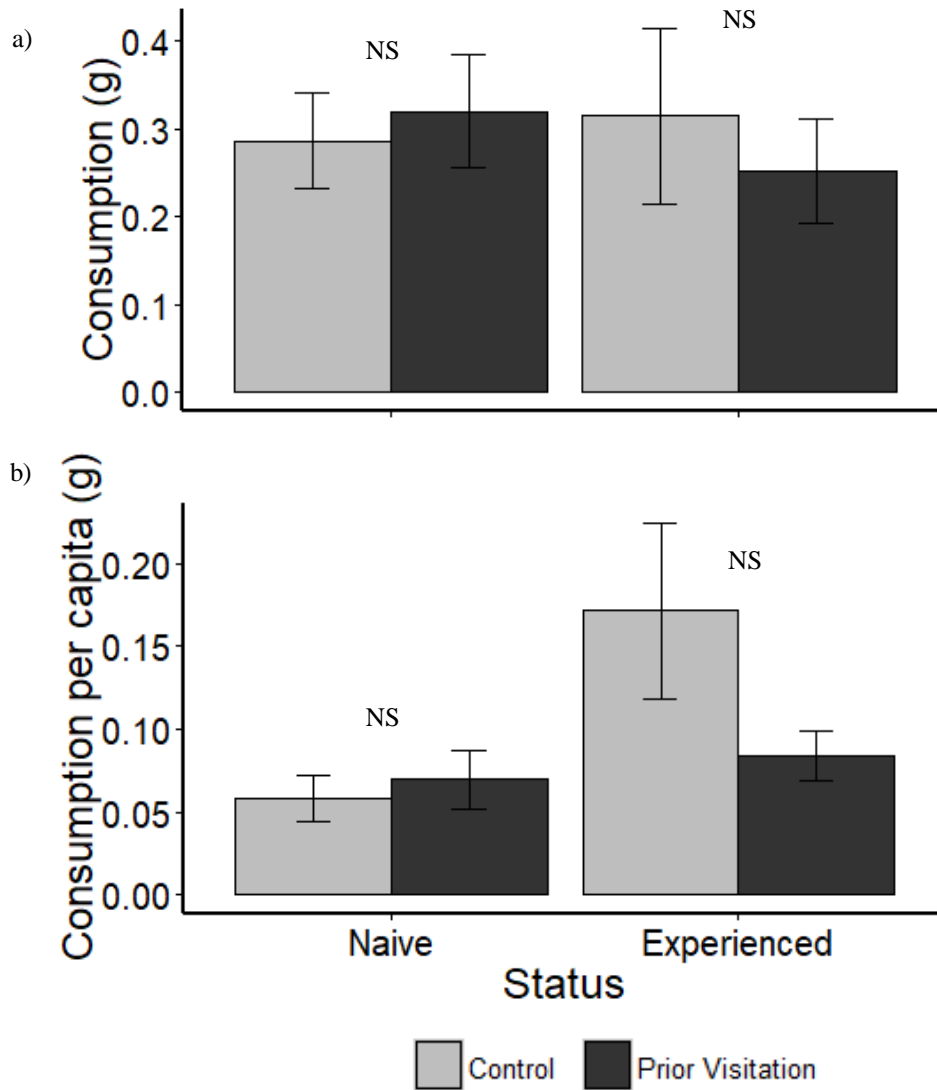 a)
Consumption (g)
0.4
0.3
0.2
0.1
0.0
NS
NS
b)
Consumption per capita (g)
0.20
0.15
0.10
0.05
0.00
NS
NS
Naive Experienced
Status
Control Prior Visitation